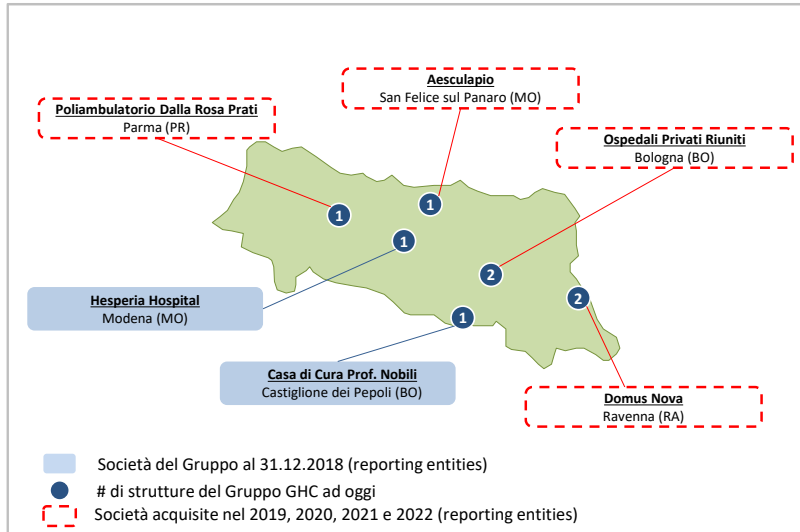 Aesculapio
San Felice sul Panaro (MO)
Poliambulatorio Dalla Rosa Prati
Parma (PR)
Ospedali Privati Riuniti
Bologna (BO)
1
1
1
2
2
1
Hesperia Hospital
Modena (MO)
Casa di Cura Prof. Nobili
Castiglione dei Pepoli (BO)
Domus Nova
Ravenna (RA)
Società del Gruppo al 31.12.2018 (reporting entities)
# di strutture del Gruppo GHC ad oggi
Società acquisite nel 2019, 2020, 2021 e 2022 (reporting entities)